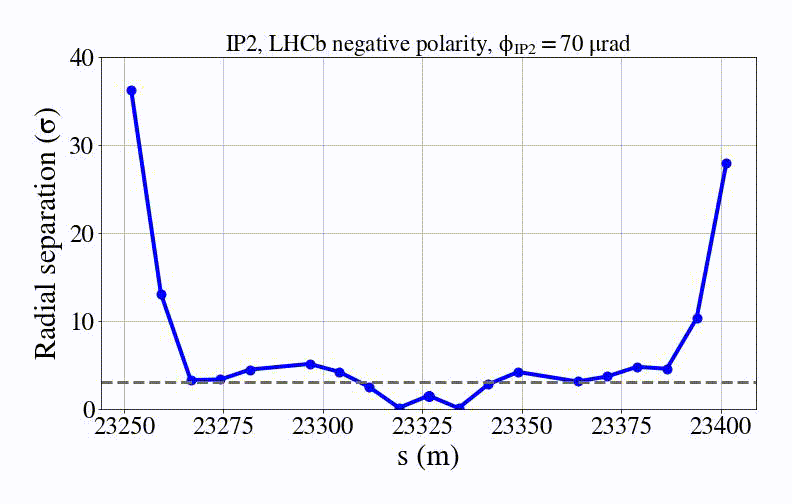 IP2, LHCb negative polarity, ϕIP2 = 70 μrad
40
30
20
10
0
Radial separation (σ)
23250 23275 23300 23325 23350 23375 23400
s (m)